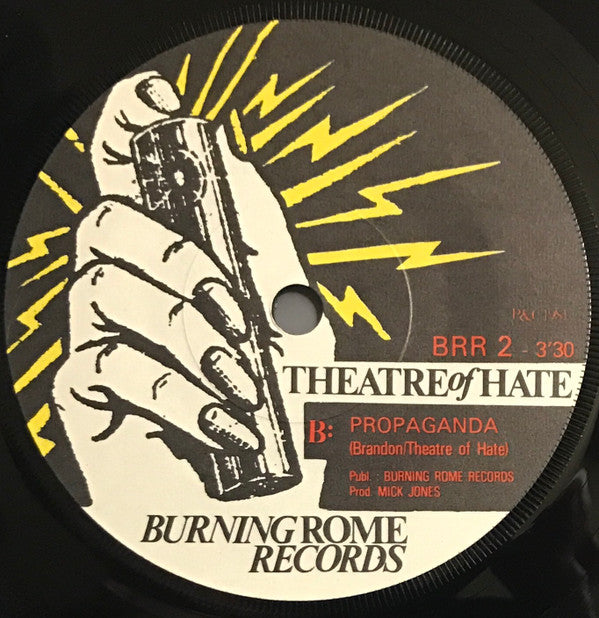 P&C 1981
BRR 2 - 3'30
THEATRE of HATE
B: PROPAGANDA
(Brandon/Theatre of Hate)
Publ. : BURNING ROME RECORDS
Prod. MICK JONES
BURNING ROME
RECORDS